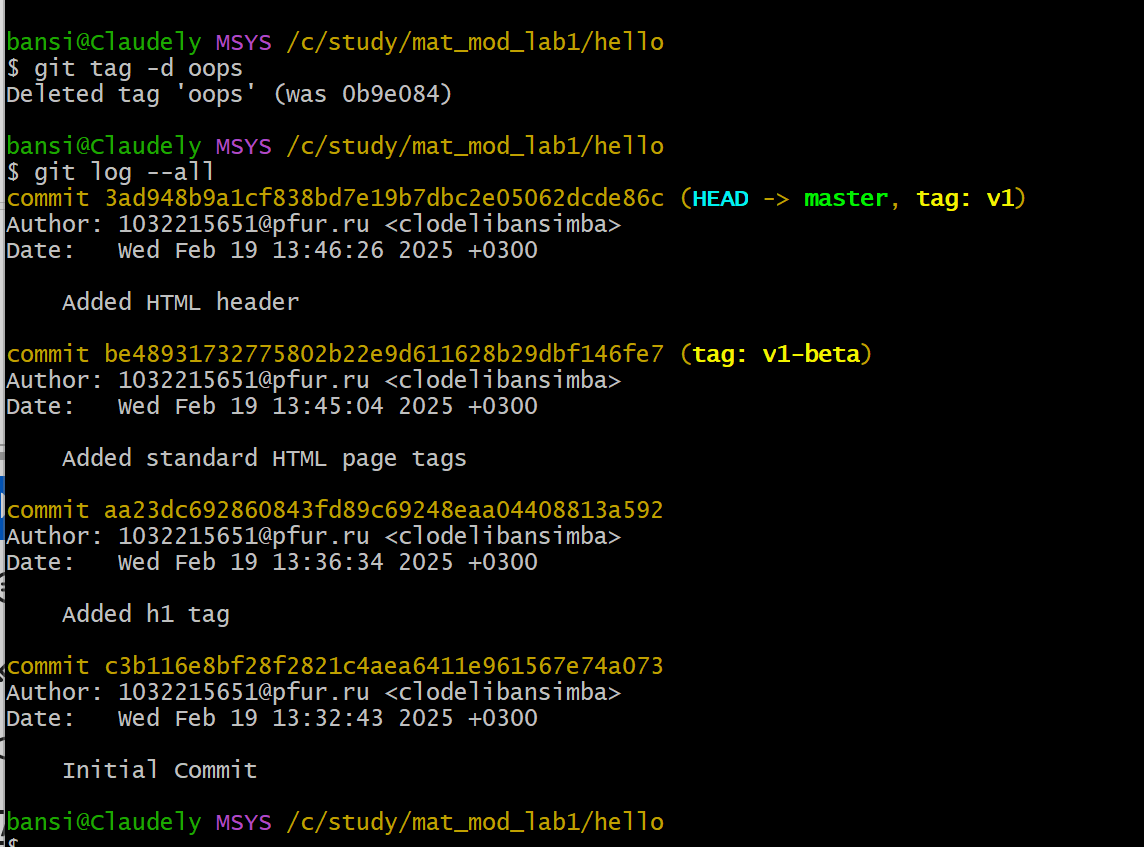 bansi@Claudely MSYS /c/study/mat_mod_lab1/hello
$ git tag -d oops
Deleted tag 'oops' (was 0b9e084)
bansi@Claudely MSYS /c/study/mat_mod_lab1/hello
$ git log --all
commit 3ad948b9a1cf838bd7e19b7dbc2e05062dcde86c (HEAD -> master, tag: v1)
Author: 1032215651@pfur.ru <clodelibansimba>
Date:   Wed Feb 19 13:46:26 2025 +0300
    Added HTML header
commit be48931732775802b22e9d611628b29dbf146fe7 (tag: v1-beta)
Author: 1032215651@pfur.ru <clodelibansimba>
Date:   Wed Feb 19 13:45:04 2025 +0300
    Added standard HTML page tags
commit aa23dc692860843fd89c69248eaa04408813a592
Author: 1032215651@pfur.ru <clodelibansimba>
Date:   Wed Feb 19 13:36:34 2025 +0300
    Added h1 tag
commit c3b116e8bf28f2821c4aea6411e961567e74a073
Author: 1032215651@pfur.ru <clodelibansimba>
Date:   Wed Feb 19 13:32:43 2025 +0300
    Initial Commit
bansi@Claudely MSYS /c/study/mat_mod_lab1/hello
$